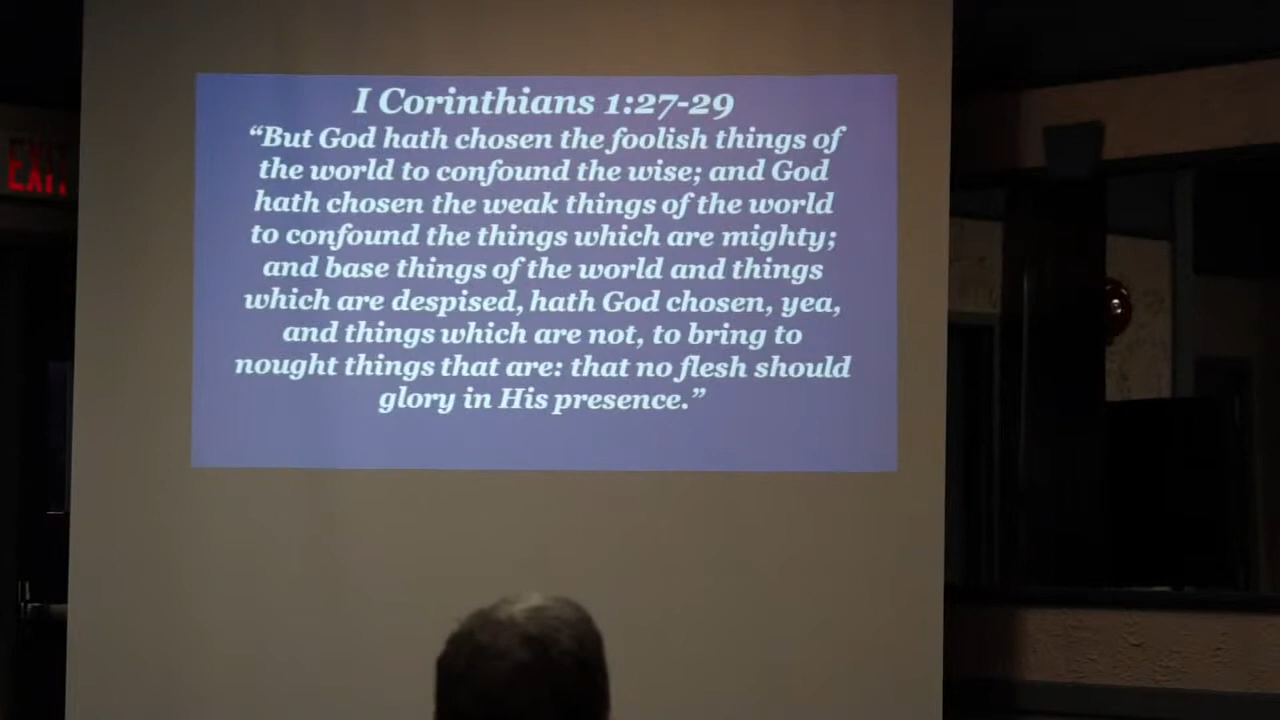 EXIT
I Corinthians 1:27-29
“But God hath chosen the foolish things of
the world to confound the wise; and God
hath chosen the weak things of the world
to confound the things which are mighty;
and base things of the world and things
which are despised, hath God chosen, yea,
and things which are not, to bring to
nought things that are: that no flesh should
glory in His presence.”